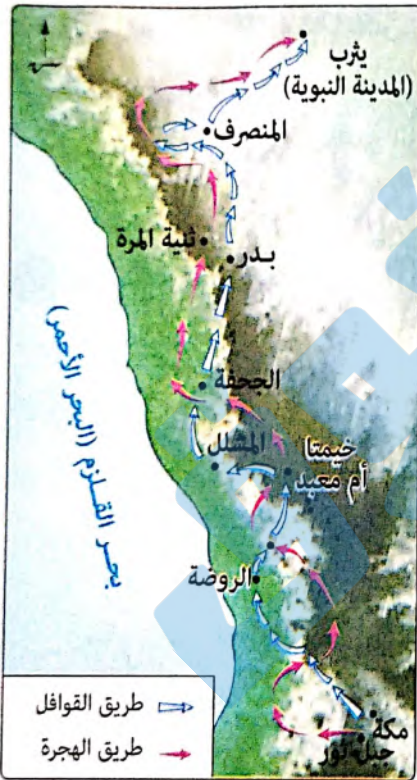 يثرب
(المدينة النبوية)
المنصرف
ثنية المرة
بدر
بحر القلزم (البحر الأحمر)
الجحفة
المشلل
خيمتا
أم معبد
الروضة
مكة
جبل ثور
طريق القوافل
طريق الهجرة